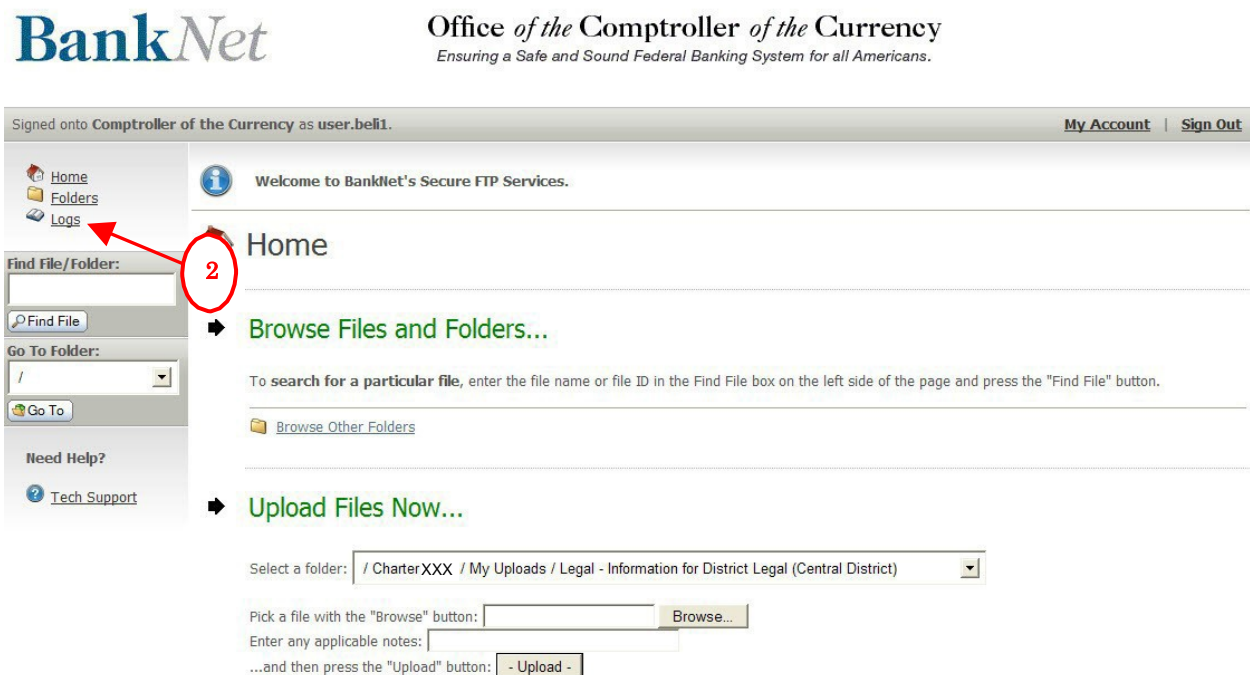 BankNet
Office of the Comptroller of the Currency
Ensuring a Safe and Sound Federal Banking System for all Americans.
Signed onto Comptroller of the Currency as user.beli1.
My Account | Sign Out
Home
Folders
Logs
Find File/Folder:
Find File
Go To Folder:
/
Go To
Need Help?
Tech Support
Welcome to BankNet's Secure FTP Services.
2
Home
Browse Files and Folders...
To search for a particular file, enter the file name or file ID in the Find File box on the left side of the page and press the "Find File" button.
Browse Other Folders
Upload Files Now...
Select a folder: / Charter XXX / My Uploads / Legal - Information for District Legal (Central District)
Pick a file with the "Browse" button: Browse...
Enter any applicable notes:
...and then press the "Upload" button: - Upload -